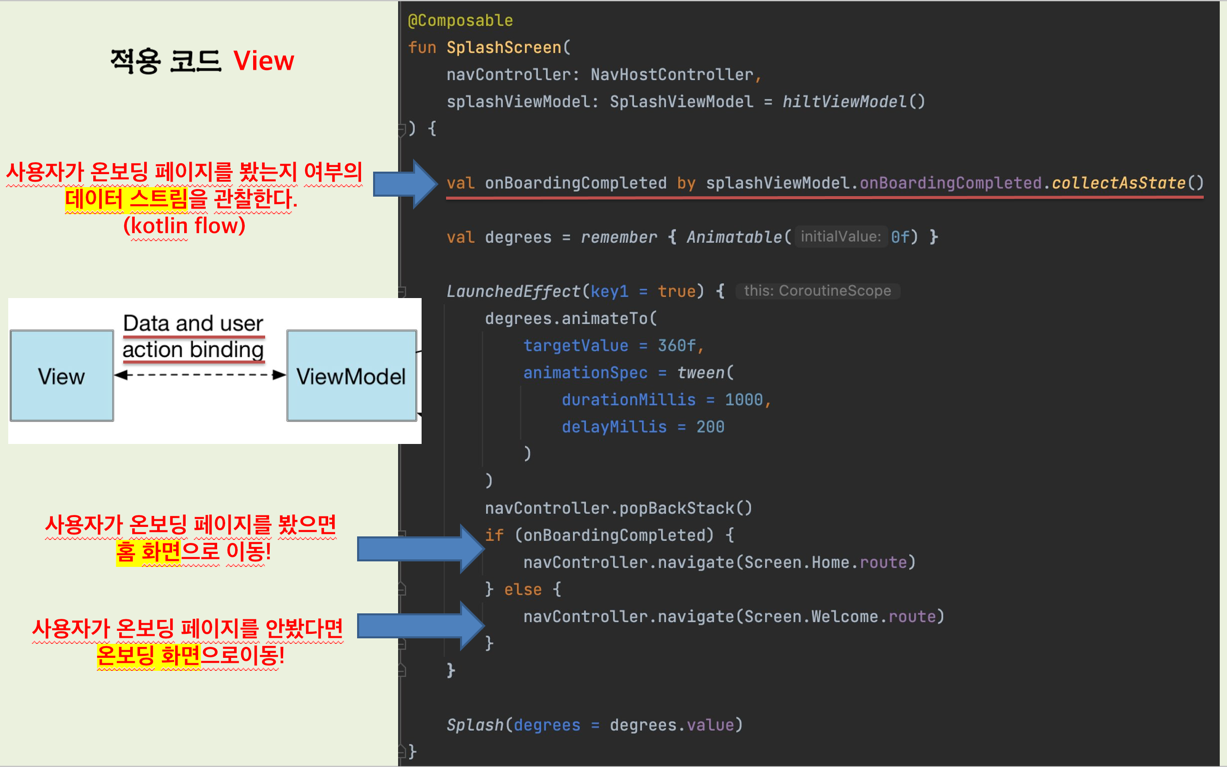 적용 코드 View
사용자가 온보딩 페이지를 봤는지 여부의
데이터 스트림을 관찰한다.
(kotlin flow)
Data and user
action binding
View
ViewModel
사용자가 온보딩 페이지를 봤으면
홈 화면으로 이동!
사용자가 온보딩 페이지를 안봤다면
온보딩 화면으로이동!
@Composable
fun SplashScreen(
    navController: NavHostController,
    splashViewModel: SplashViewModel = hiltViewModel()
) {
    val onBoardingCompleted by splashViewModel.onBoardingCompleted.collectAsState()
    val degrees = remember { Animatable( initialValue: 0f) }
    LaunchedEffect(key1 = true) { this: CoroutineScope
        degrees.animateTo(
            targetValue = 360f,
            animationSpec = tween(
                durationMillis = 1000,
                delayMillis = 200
            )
        )
        navController.popBackStack()
        if (onBoardingCompleted) {
            navController.navigate(Screen.Home.route)
        } else {
            navController.navigate(Screen.Welcome.route)
        }
    }
    Splash(degrees = degrees.value)
}